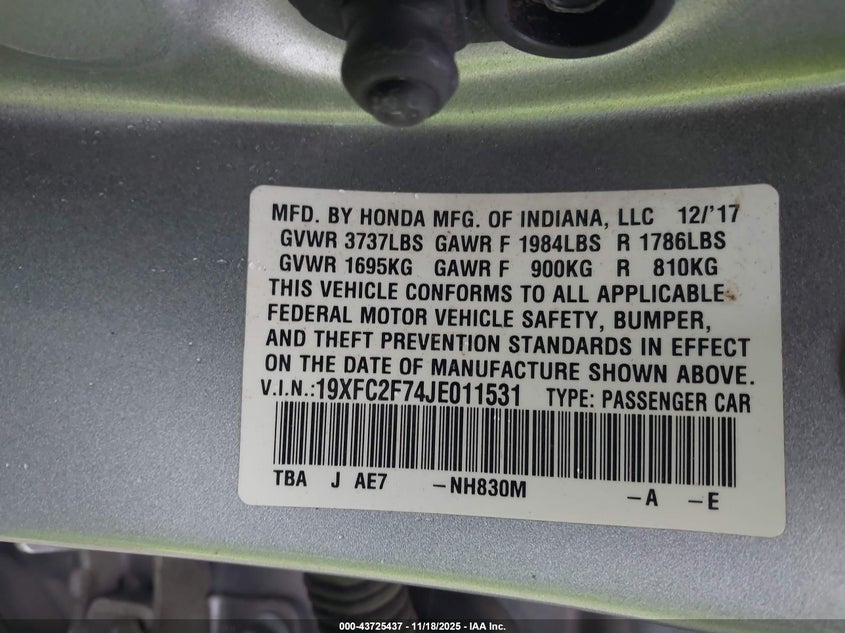 MFD. BY HONDA MFG. OF INDIANA, LLC 12/'17
GVWR 3737LBS GAWR F 1984LBS R 1786LBS
GVWR 1695KG GAWR F 900KG R 810KG
THIS VEHICLE CONFORMS TO ALL APPLICABLE
FEDERAL MOTOR VEHICLE SAFETY, BUMPER,
AND THEFT PREVENTION STANDARDS IN EFFECT
ON THE DATE OF MANUFACTURE SHOWN ABOVE.
V.I.N.:19XFC2F74JE011531 TYPE: PASSENGER CAR
TBA J AE7 -NH830M -A -E
000-43725437 - 11/18/2025 - IAA Inc.